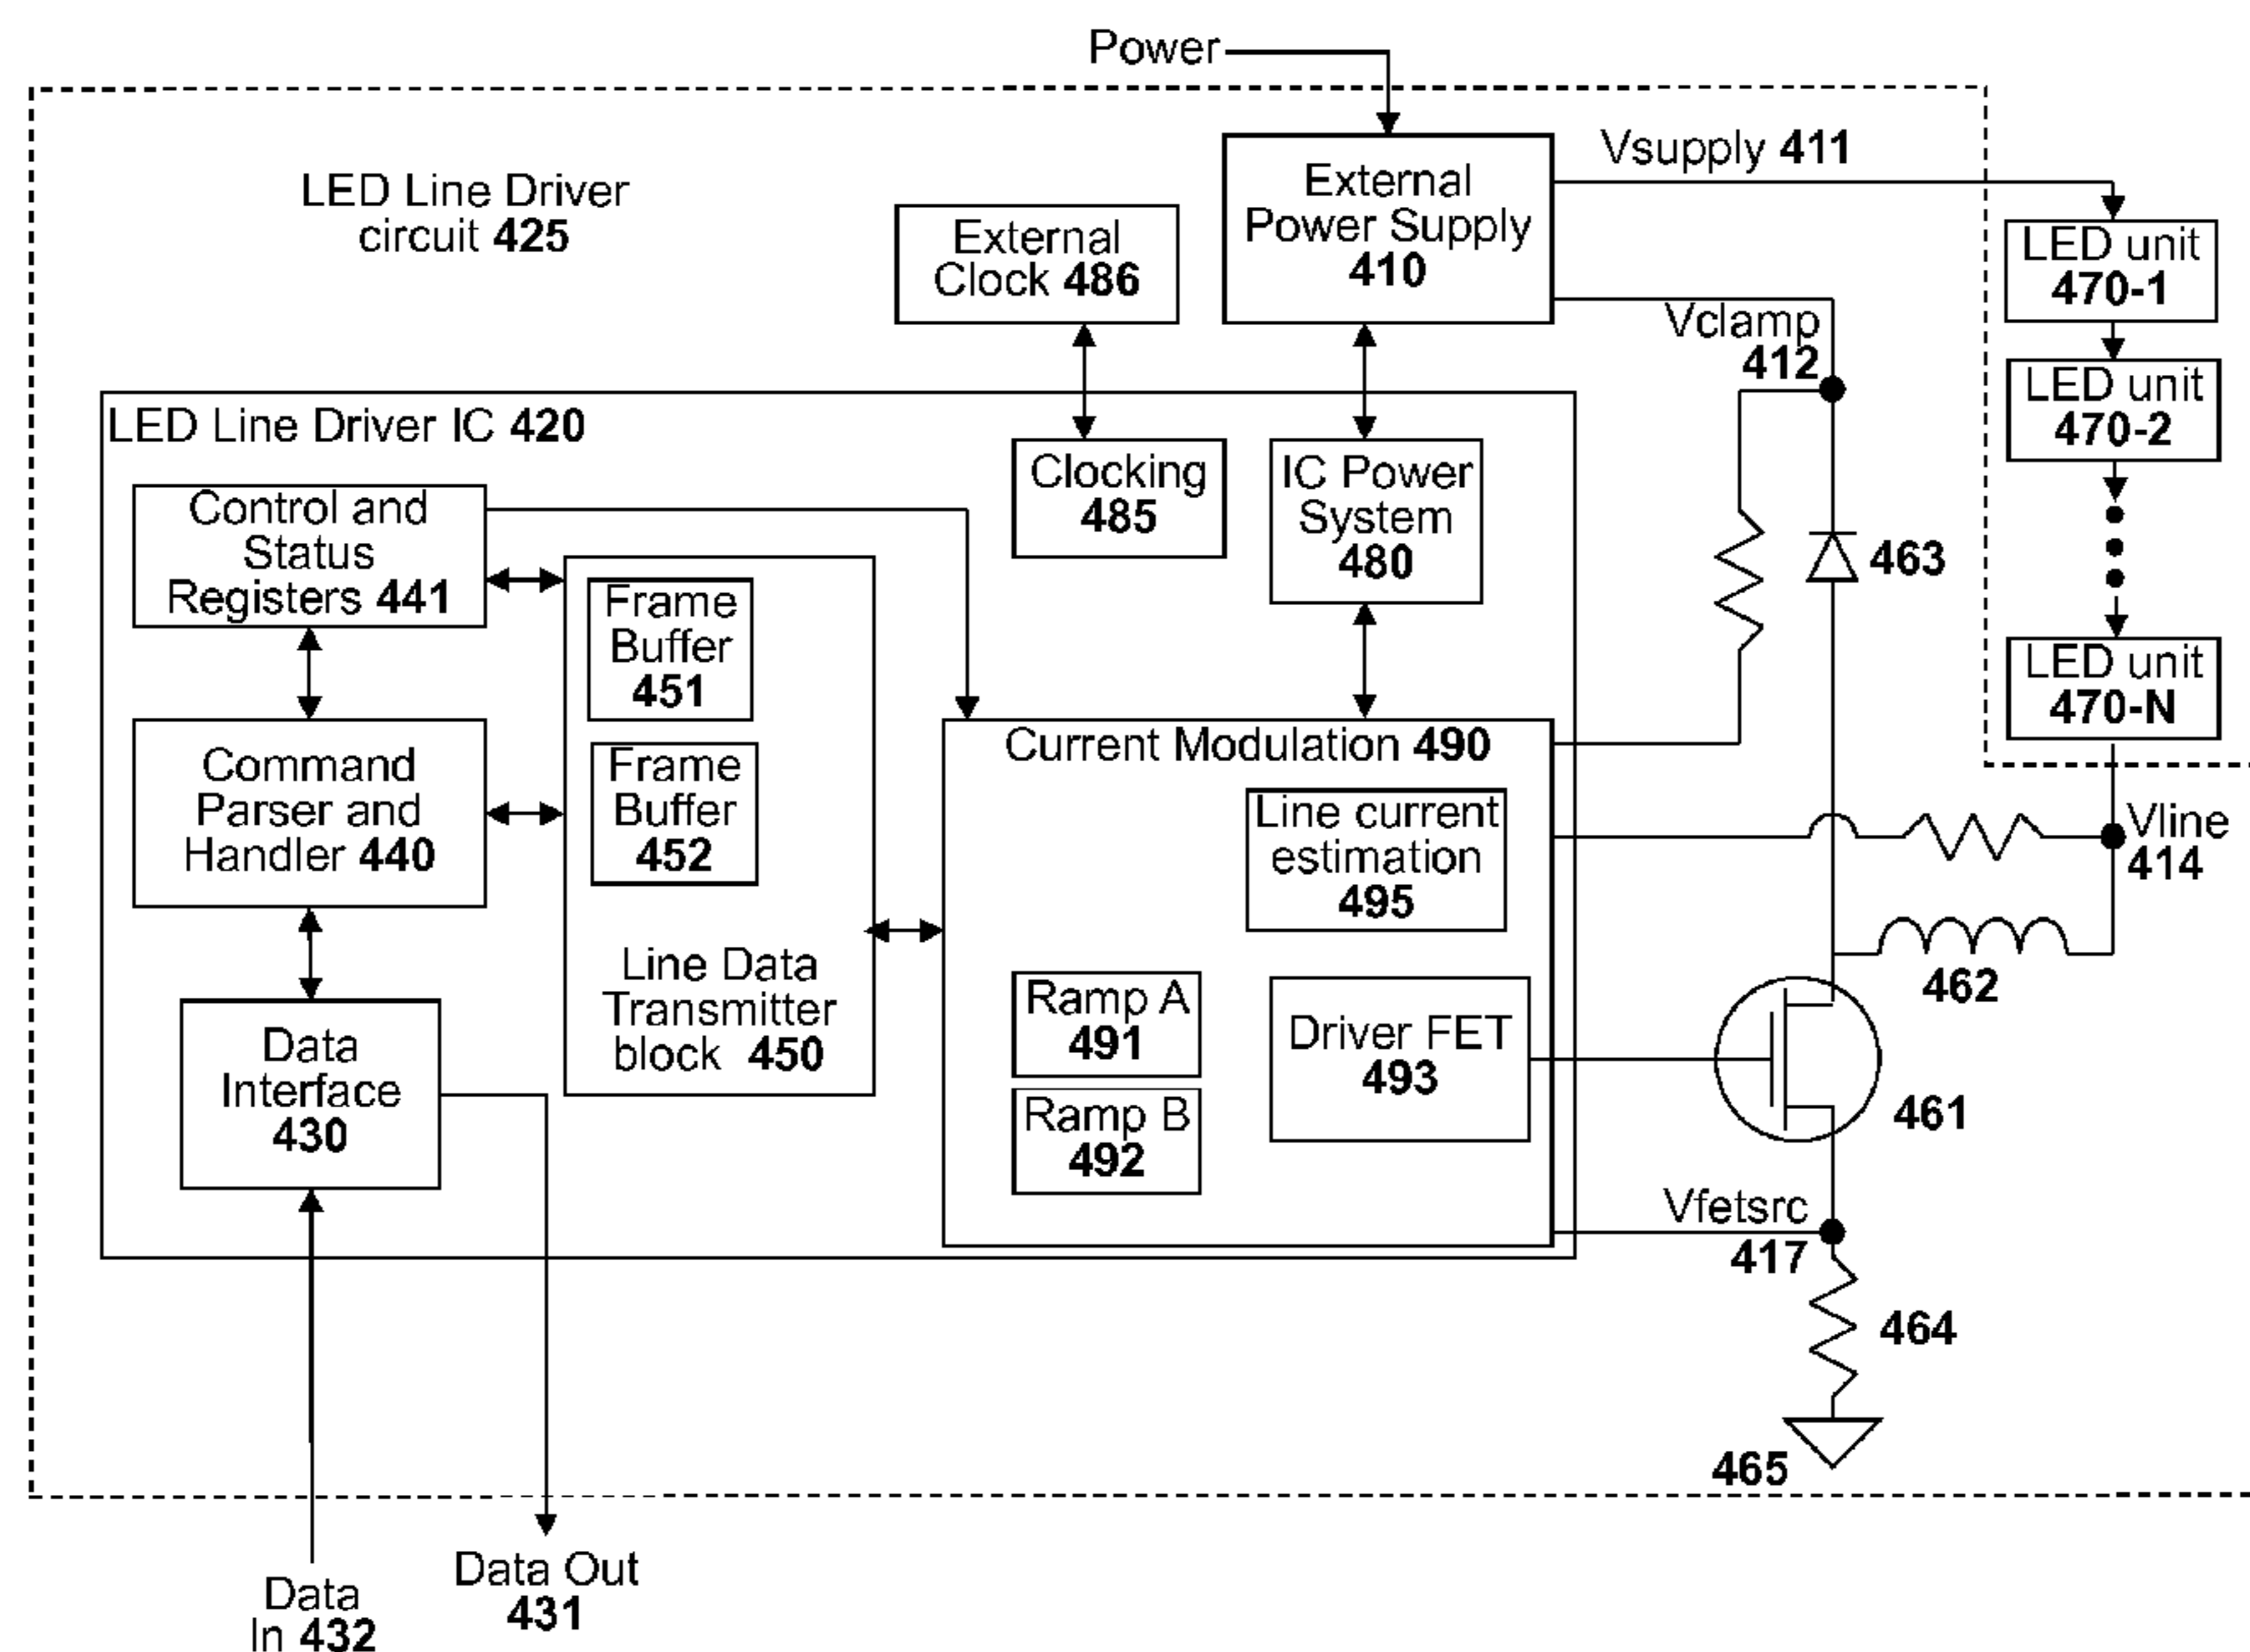 Power
Vsupply 411
LED Line Driver
circuit 425
External
Power Supply
410
External
Clock 486
LED unit
470-1
Vclamp
412
LED unit
470-2
LED Line Driver IC 420
Clocking
485
IC Power
System
480
Control and
Status
Registers 441
463
Frame
Buffer
451
LED unit
470-N
Command
Parser and
Handler 440
Frame
Buffer
452
Current Modulation 490
Line current
estimation
495
Vline
414
Line Data
Transmitter
block 450
Ramp A
491
462
Data
Interface
430
Driver FET
493
Ramp B
492
461
Vfetsrc
417
464
465
Data Out
431
Data
In 432